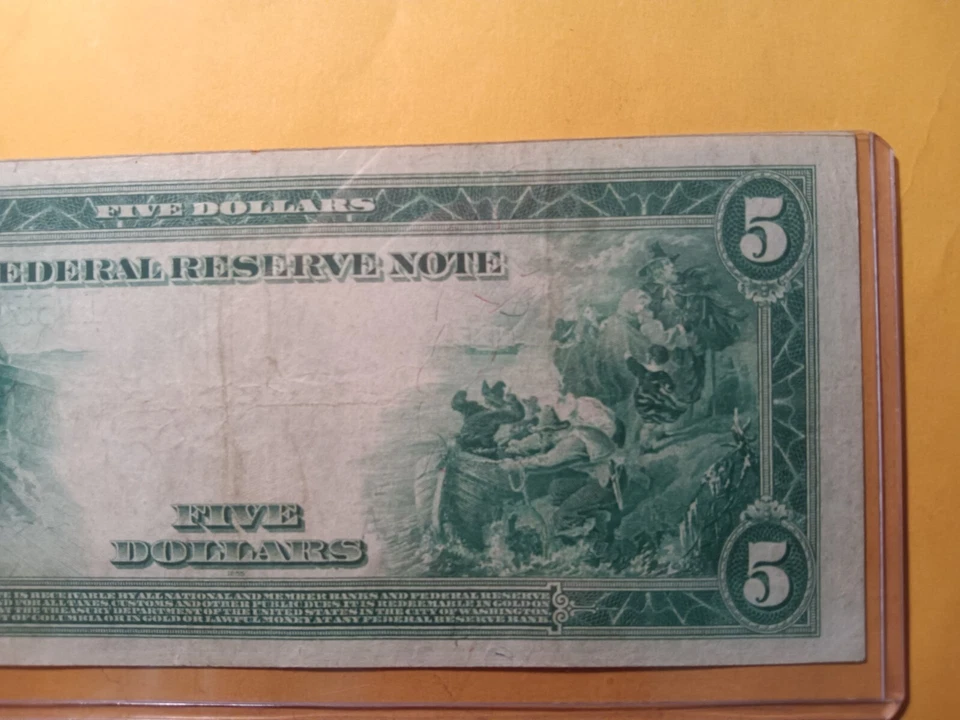 FIVE DOLLARS
5
EDERAL RESERVE NOTE
FIVE
DOLLARS
5
IS RECEIVABLE BY ALL NATIONAL AND MEMBER BANKS AND FEDERAL RESERVE
FOR ALL TAXES, CUSTOMS AND OTHER PUBLIC DUES. IT IS REDEEMABLE IN GOLD ON
DEPARTMENT OF THE UNITED STATES IN THE CITY OF WASHINGTON,
OF COLUMBIA OR IN GOLD OR LAWFUL MONEY AT ANY FEDERAL RESERVE BANK.